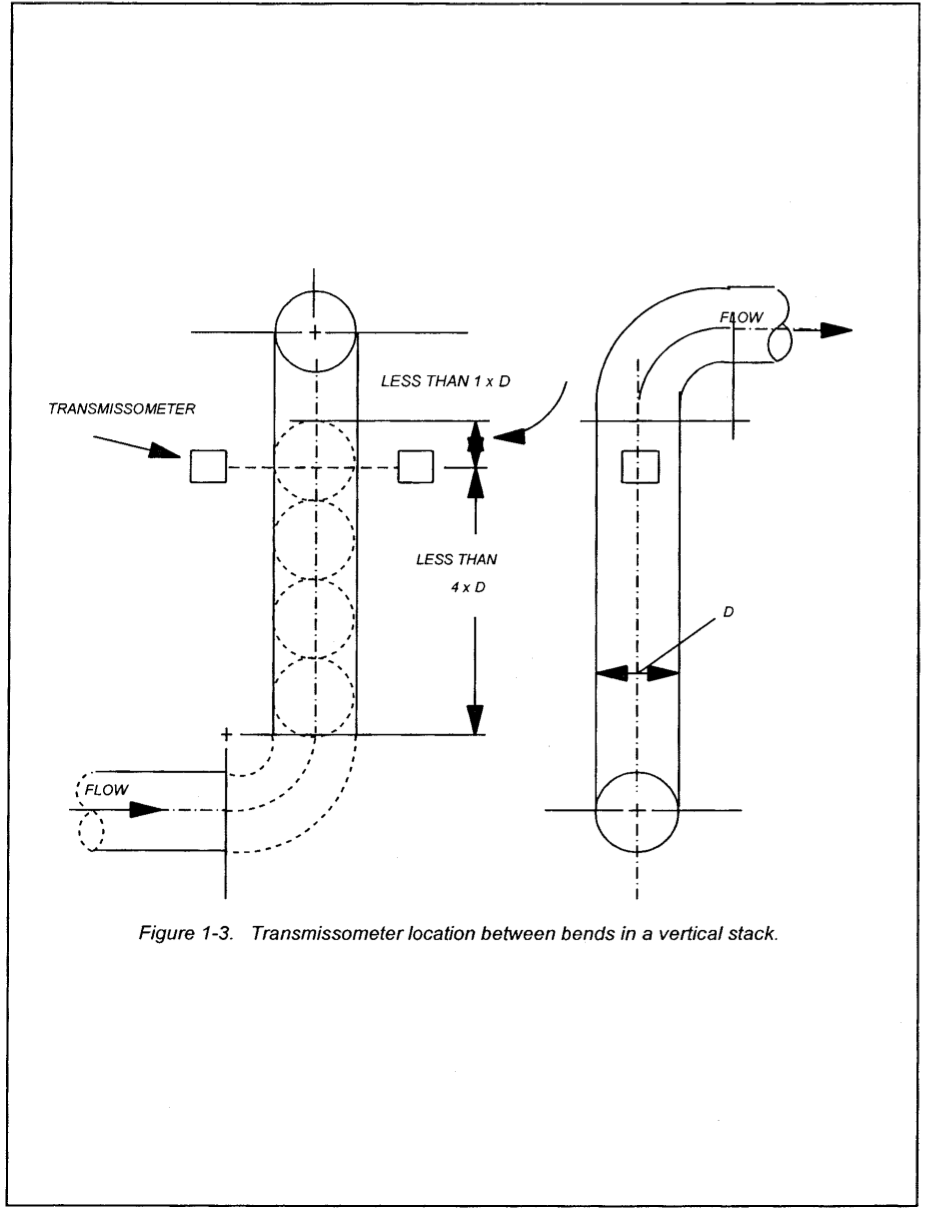 FLOW
LESS THAN 1 x D
TRANSMISSOMETER
LESS THAN
4 x D
D
FLOW
Figure 1-3. Transmissometer location between bends in a vertical stack.